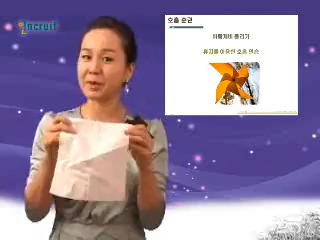 incruit
호흡 훈련
바람개비 돌리기
휴지를 이용한 호흡 연습